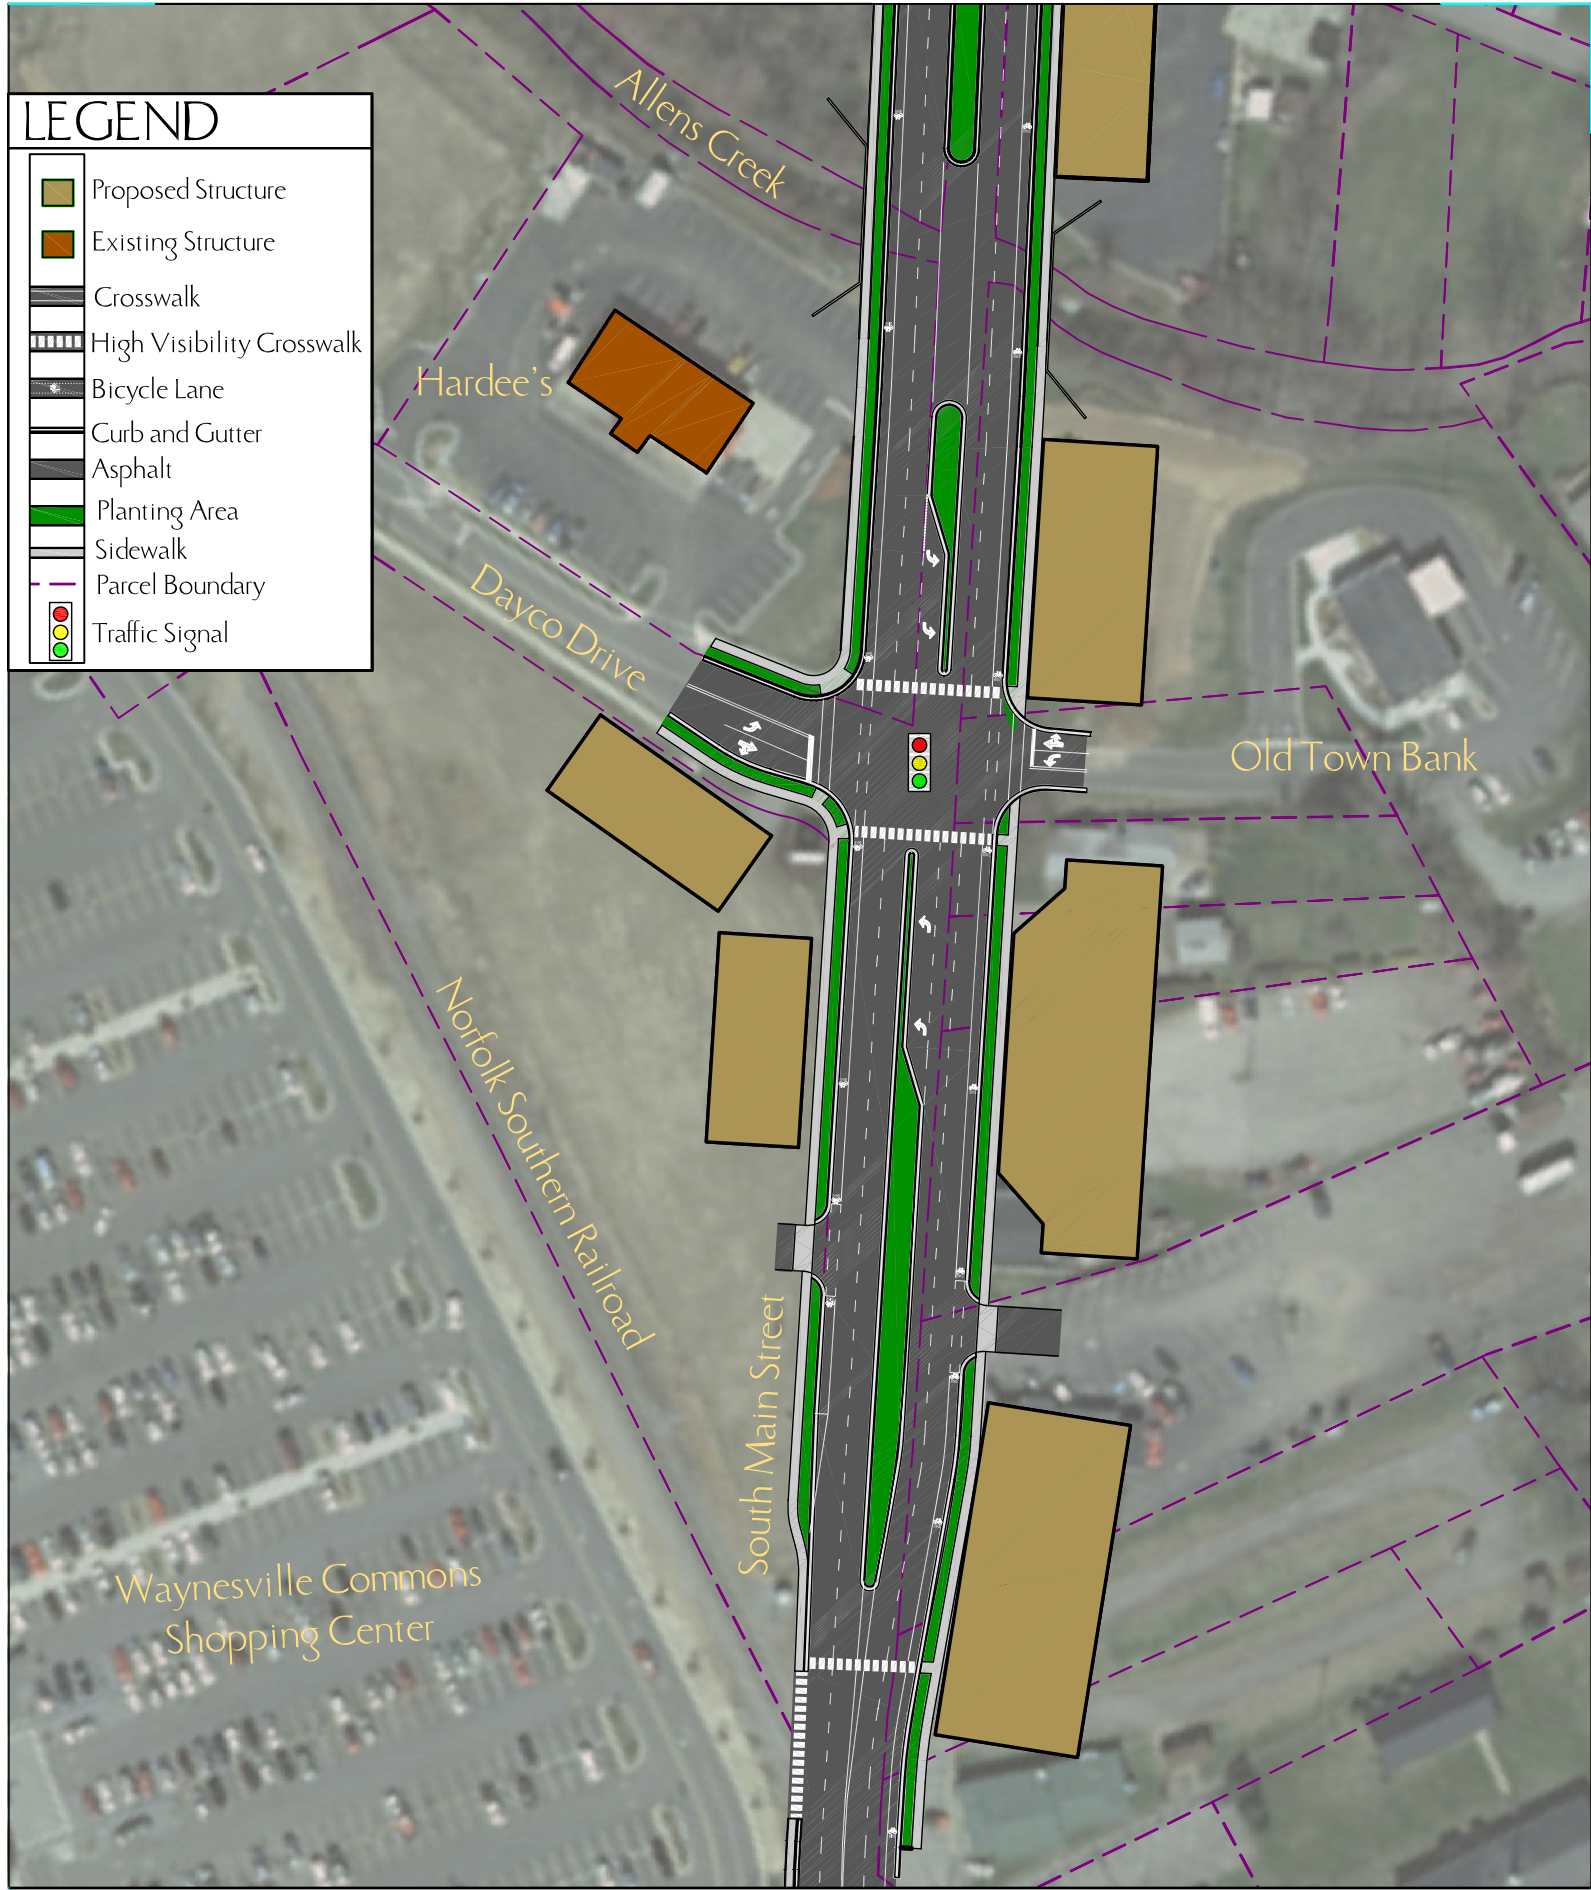 LEGEND
Proposed Structure
Existing Structure
Crosswalk
High Visibility Crosswalk
Bicycle Lane
Curb and Gutter
Asphalt
Planting Area
Sidewalk
Parcel Boundary
Traffic Signal
Allens Creek
Hardee's
Dayco Drive
Old Town Bank
Norfolk Southern Railroad
South Main Street
Waynesville Commons
Shopping Center